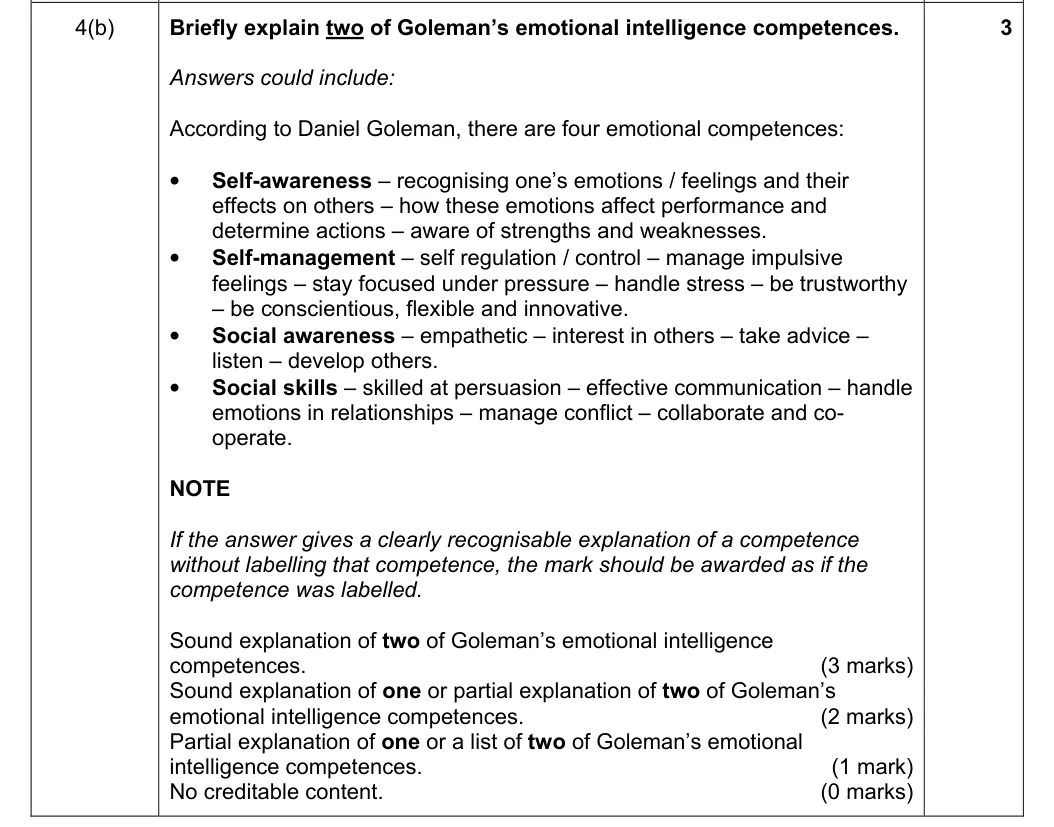 4(b) Briefly explain two of Goleman’s emotional intelligence competences. 3
Answers could include:
According to Daniel Goleman, there are four emotional competences:
• Self-awareness – recognising one’s emotions / feelings and their
effects on others – how these emotions affect performance and
determine actions – aware of strengths and weaknesses.
• Self-management – self regulation / control – manage impulsive
feelings – stay focused under pressure – handle stress – be trustworthy
– be conscientious, flexible and innovative.
• Social awareness – empathetic – interest in others – take advice –
listen – develop others.
• Social skills – skilled at persuasion – effective communication – handle
emotions in relationships – manage conflict – collaborate and co-
operate.
NOTE
If the answer gives a clearly recognisable explanation of a competence
without labelling that competence, the mark should be awarded as if the
competence was labelled.
Sound explanation of two of Goleman’s emotional intelligence
competences. (3 marks)
Sound explanation of one or partial explanation of two of Goleman’s
emotional intelligence competences. (2 marks)
Partial explanation of one or a list of two of Goleman’s emotional
intelligence competences. (1 mark)
No creditable content. (0 marks)